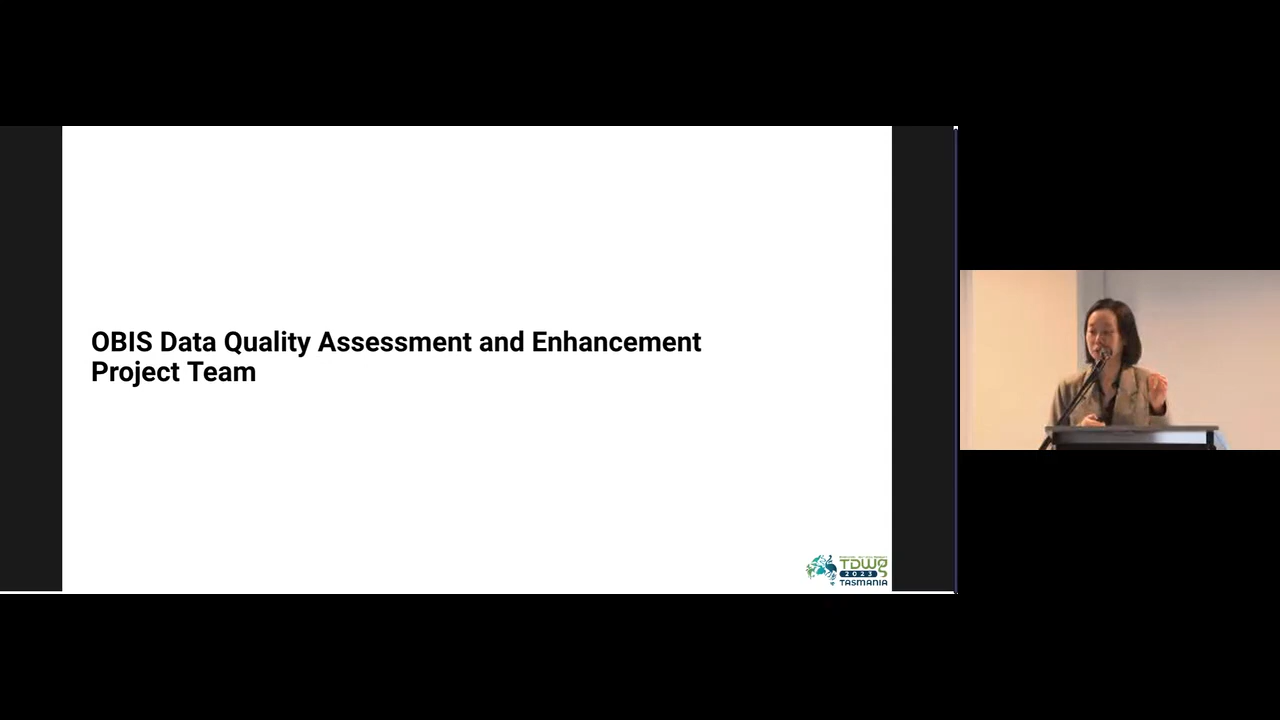 OBIS Data Quality Assessment and Enhancement
Project Team
TDWG
2023
TASMANIA